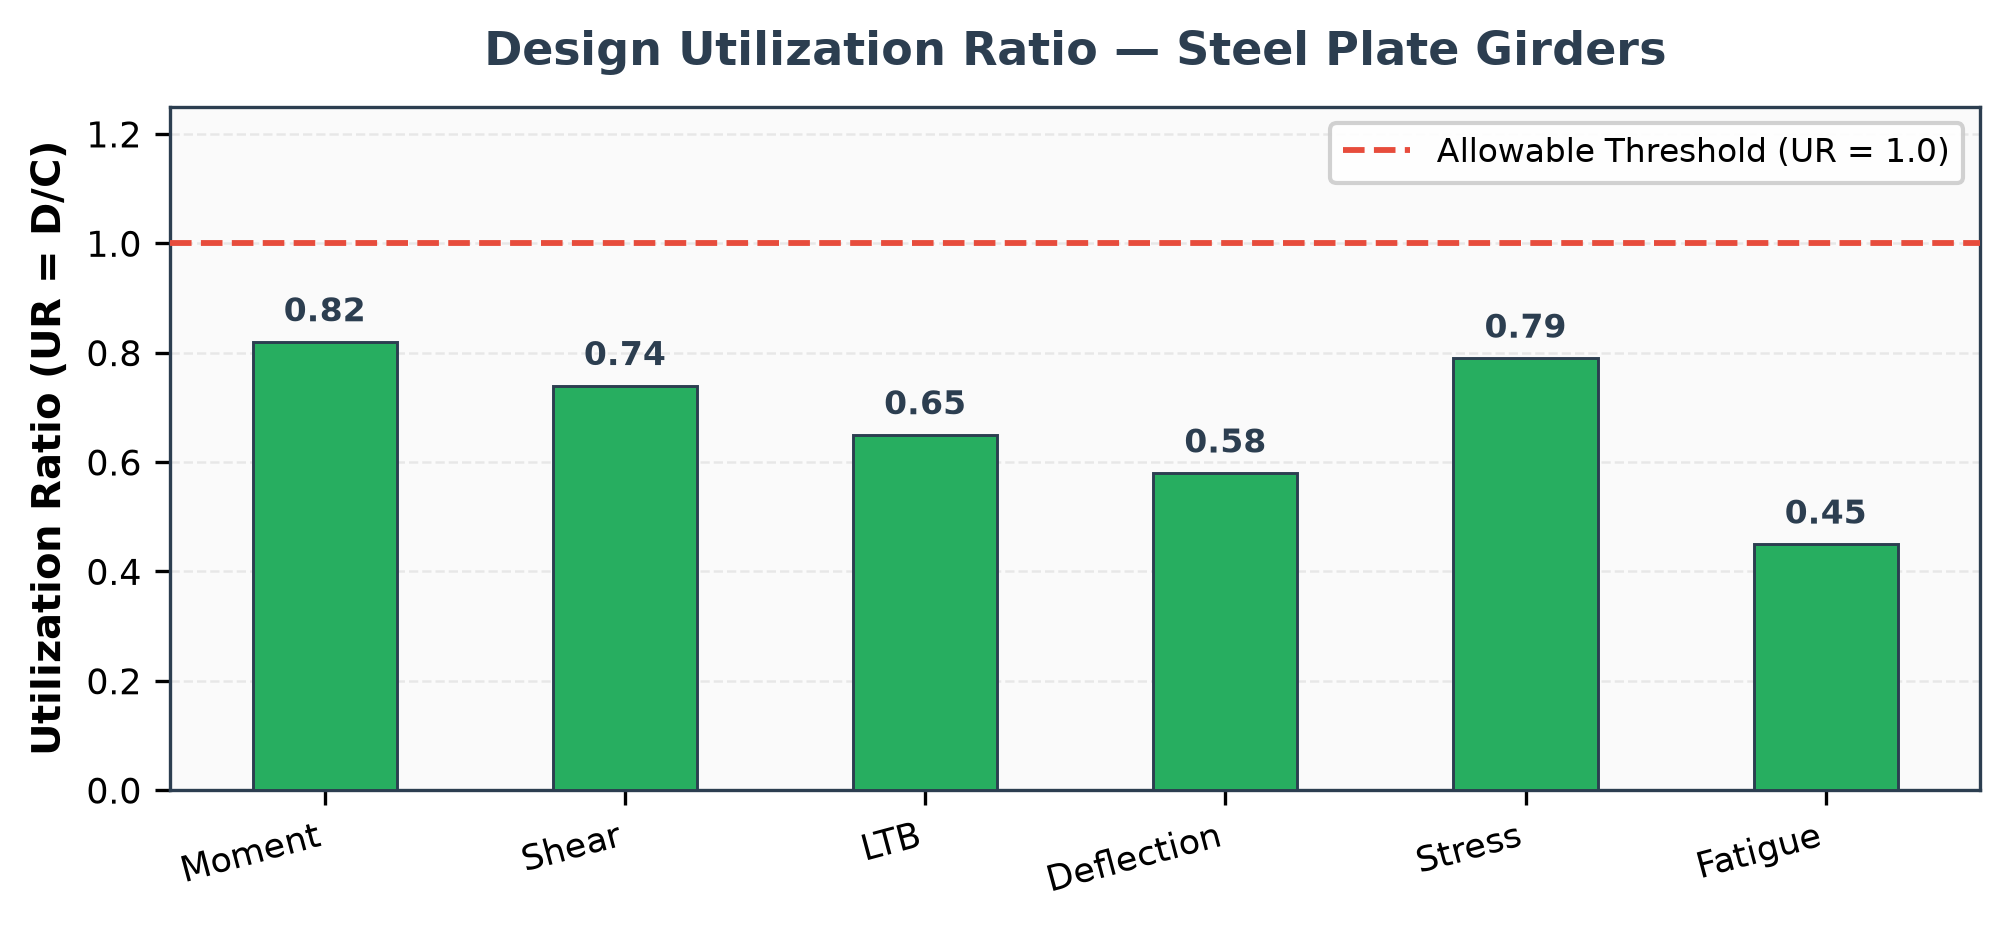 Design Utilization Ratio — Steel Plate Girders
Utilization Ratio (UR = D/C)
1.2
1.0
0.8
0.6
0.4
0.2
0.0
Allowable Threshold (UR = 1.0)
0.82
0.74
0.65
0.58
0.79
0.45
Moment
Shear
LTB
Deflection
Stress
Fatigue